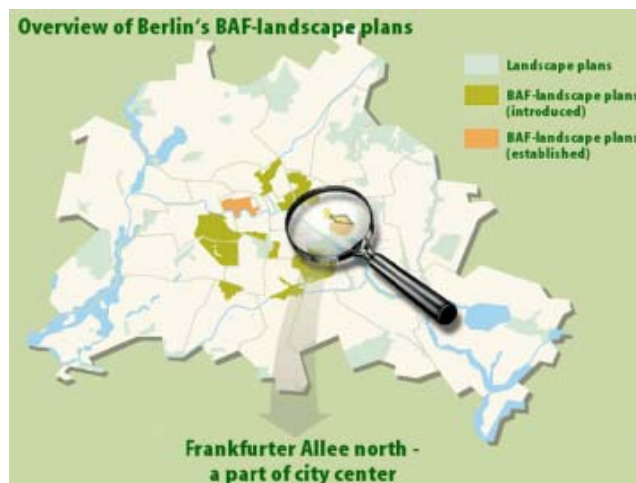 Overview of Berlin's BAF-landscape plans
Landscape plans
BAF-landscape plans
(introduced)
BAF-landscape plans
(established)
Frankfurter Allee north -
a part of city center